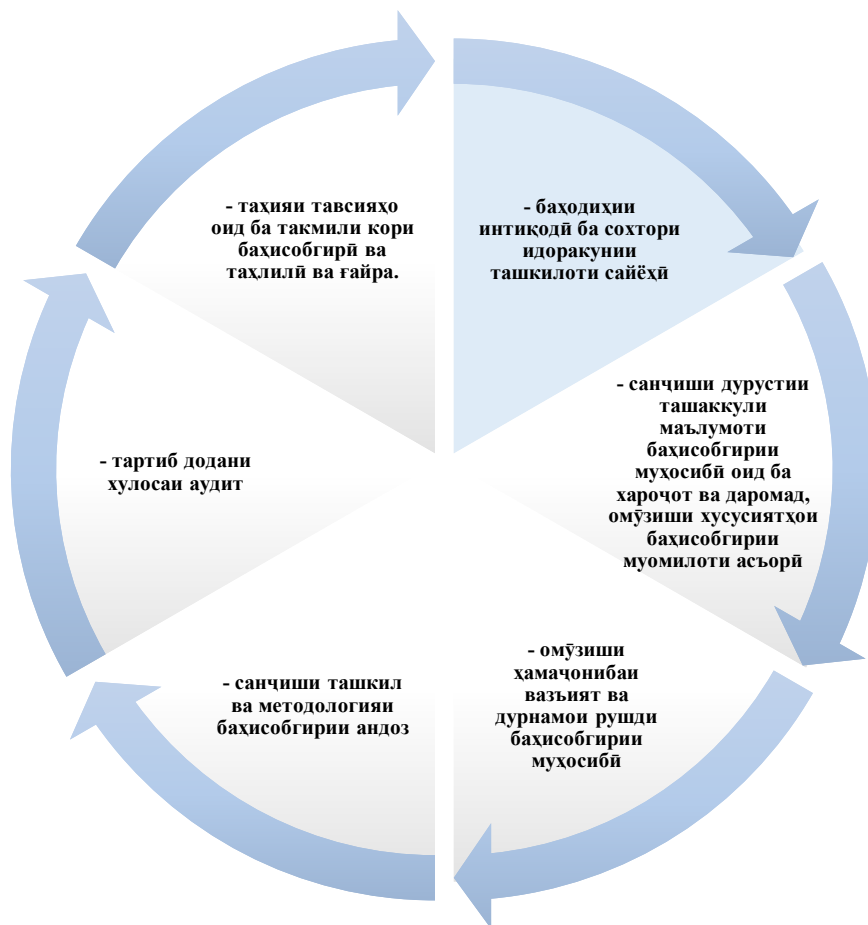 - баҳодиҳии
интиқодӣ ба сохтори
идоракунии
ташкилоти сайёҳӣ
- санҷиши дурустии
ташаккули
маълумоти
баҳисобгирии
муҳосибӣ оид ба
хароҷот ва даромад,
омӯзиши хусусиятҳои
баҳисобгирии
муомилоти асъорӣ
- омӯзиши
ҳамаҷонибаи
вазъият ва
дурнамои рушди
баҳисобгирии
муҳосибӣ
- санҷиши ташкил
ва методологияи
баҳисобгирии андоз
- тартиб додани
хулосаи аудит
- таҳияи тавсияҳо
оид ба такмили кори
баҳисобгирӣ ва
таҳлилӣ ва ғайра.